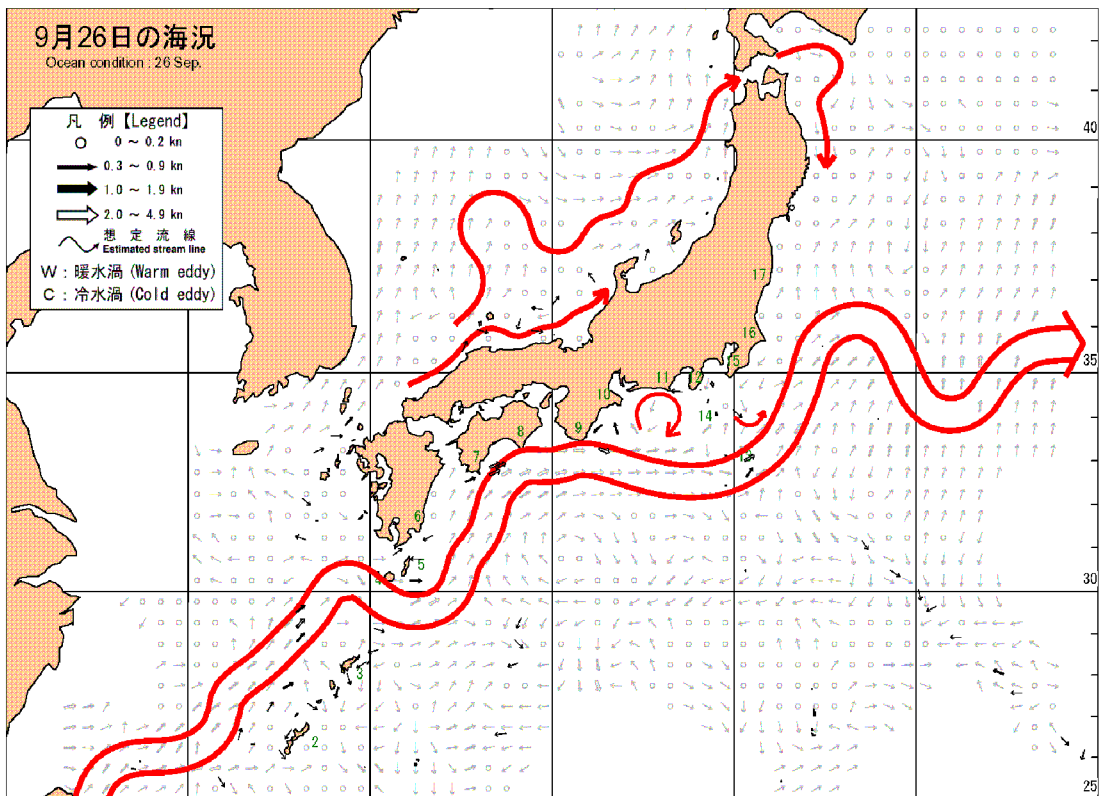 9月26日の海況
Ocean condition : 26 Sep.
凡 例【Legend】
0 ～ 0.2 kn
0.3 ～ 0.9 kn
1.0 ～ 1.9 kn
2.0 ～ 4.9 kn
想 定 流 線
Estimated stream line
W : 暖水渦 (Warm eddy)
C : 冷水渦 (Cold eddy)
40
17
16
35
15
12
11
10
14
9
8
7
13
6
5
4
30
3
2
25